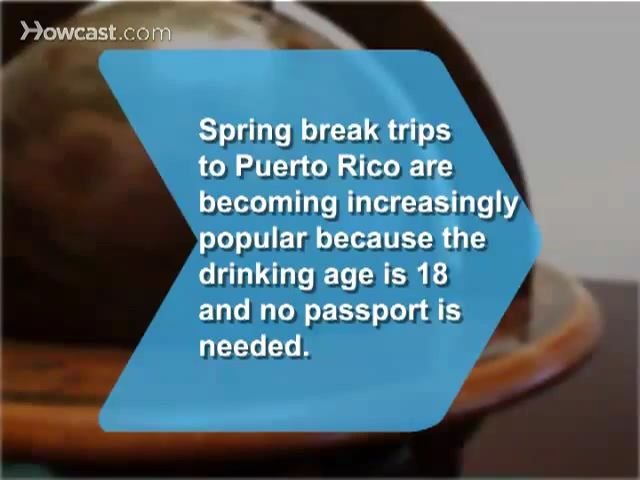 Howcast.com
Spring break trips
to Puerto Rico are
becoming increasingly
popular because the
drinking age is 18
and no passport is
needed.